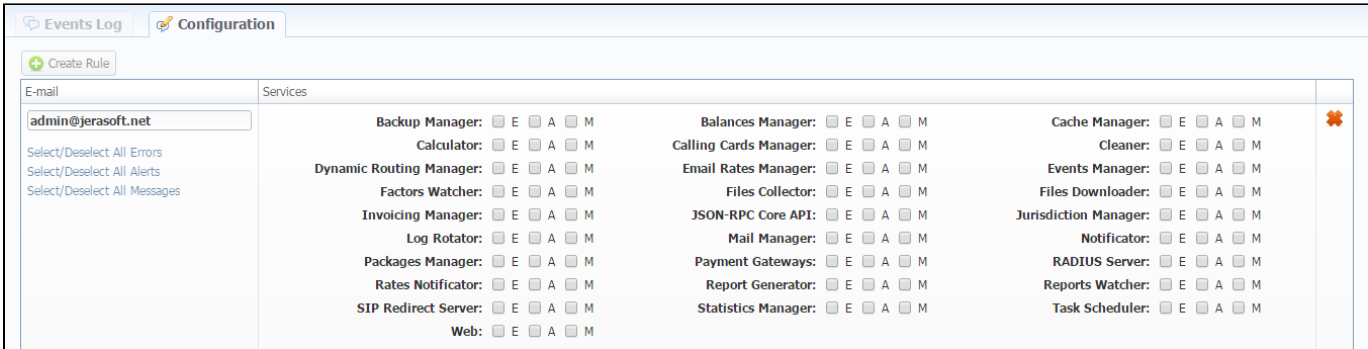 Events Log Configuration
Create Rule
E-mail Services
admin@jerasoft.net
Select/Deselect All Errors
Select/Deselect All Alerts
Select/Deselect All Messages
Backup Manager: E A M Balances Manager: E A M Cache Manager: E A M
Calculator: E A M Calling Cards Manager: E A M Cleaner: E A M
Dynamic Routing Manager: E A M Email Rates Manager: E A M Events Manager: E A M
Factors Watcher: E A M Files Collector: E A M Files Downloader: E A M
Invoicing Manager: E A M JSON-RPC Core API: E A M Jurisdiction Manager: E A M
Log Rotator: E A M Mail Manager: E A M Notificator: E A M
Packages Manager: E A M Payment Gateways: E A M RADIUS Server: E A M
Rates Notificator: E A M Report Generator: E A M Reports Watcher: E A M
SIP Redirect Server: E A M Statistics Manager: E A M Task Scheduler: E A M
Web: E A M